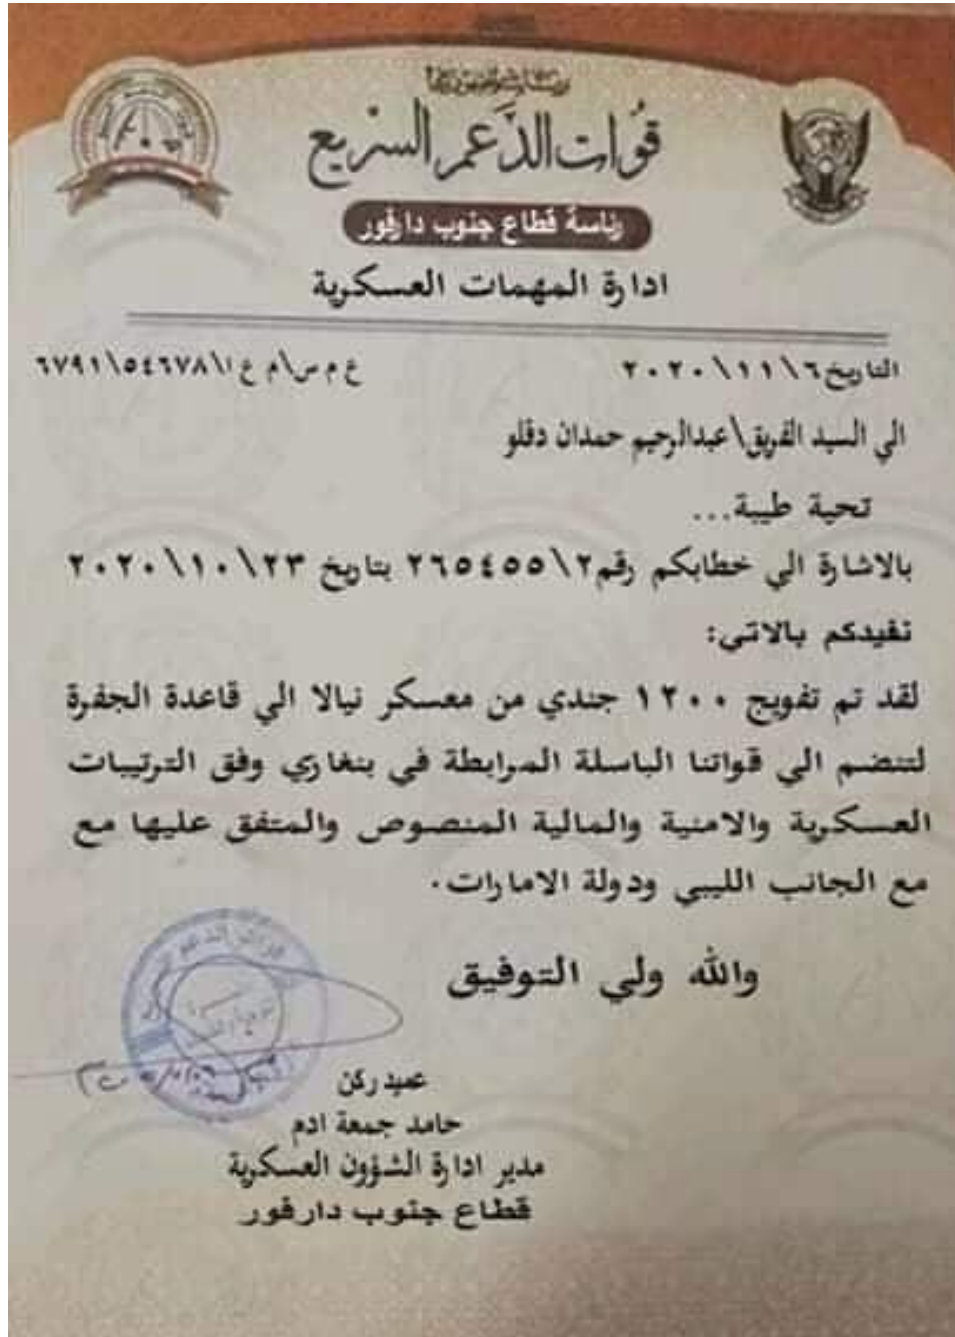 قوات الدعم السريع
رئاسة قطاع جنوب دارفور
ادارة المهمات العسكرية
التاريخ ٦\١١\٢٠٢٠
غ م س\م غ ا\٥٤٦٧٨\٦٧٩١
الي السيد الفريق\عبدالرحيم حمدان دقلو
تحية طيبة...
بالاشارة الي خطابكم رقم ٢\٢٦٥٤٥٥ بتاريخ ٢٣\١٠\٢٠٢٠
نفيدكم بالاتي:
لقد تم تفويج ١٢٠٠ جندي من معسكر نيالا الي قاعدة الجفرة
لتنضم الي قواتنا الباسلة المرابطة في بنغازي وفق الترتيبات
العسكرية والامنية والمالية المنصوص والمتفق عليها مع
مع الجانب الليبي ودولة الامارات.
والله ولي التوفيق
عميد ركن
حامد جمعة ادم
مدير ادارة الشؤون العسكرية
قطاع جنوب دارفور